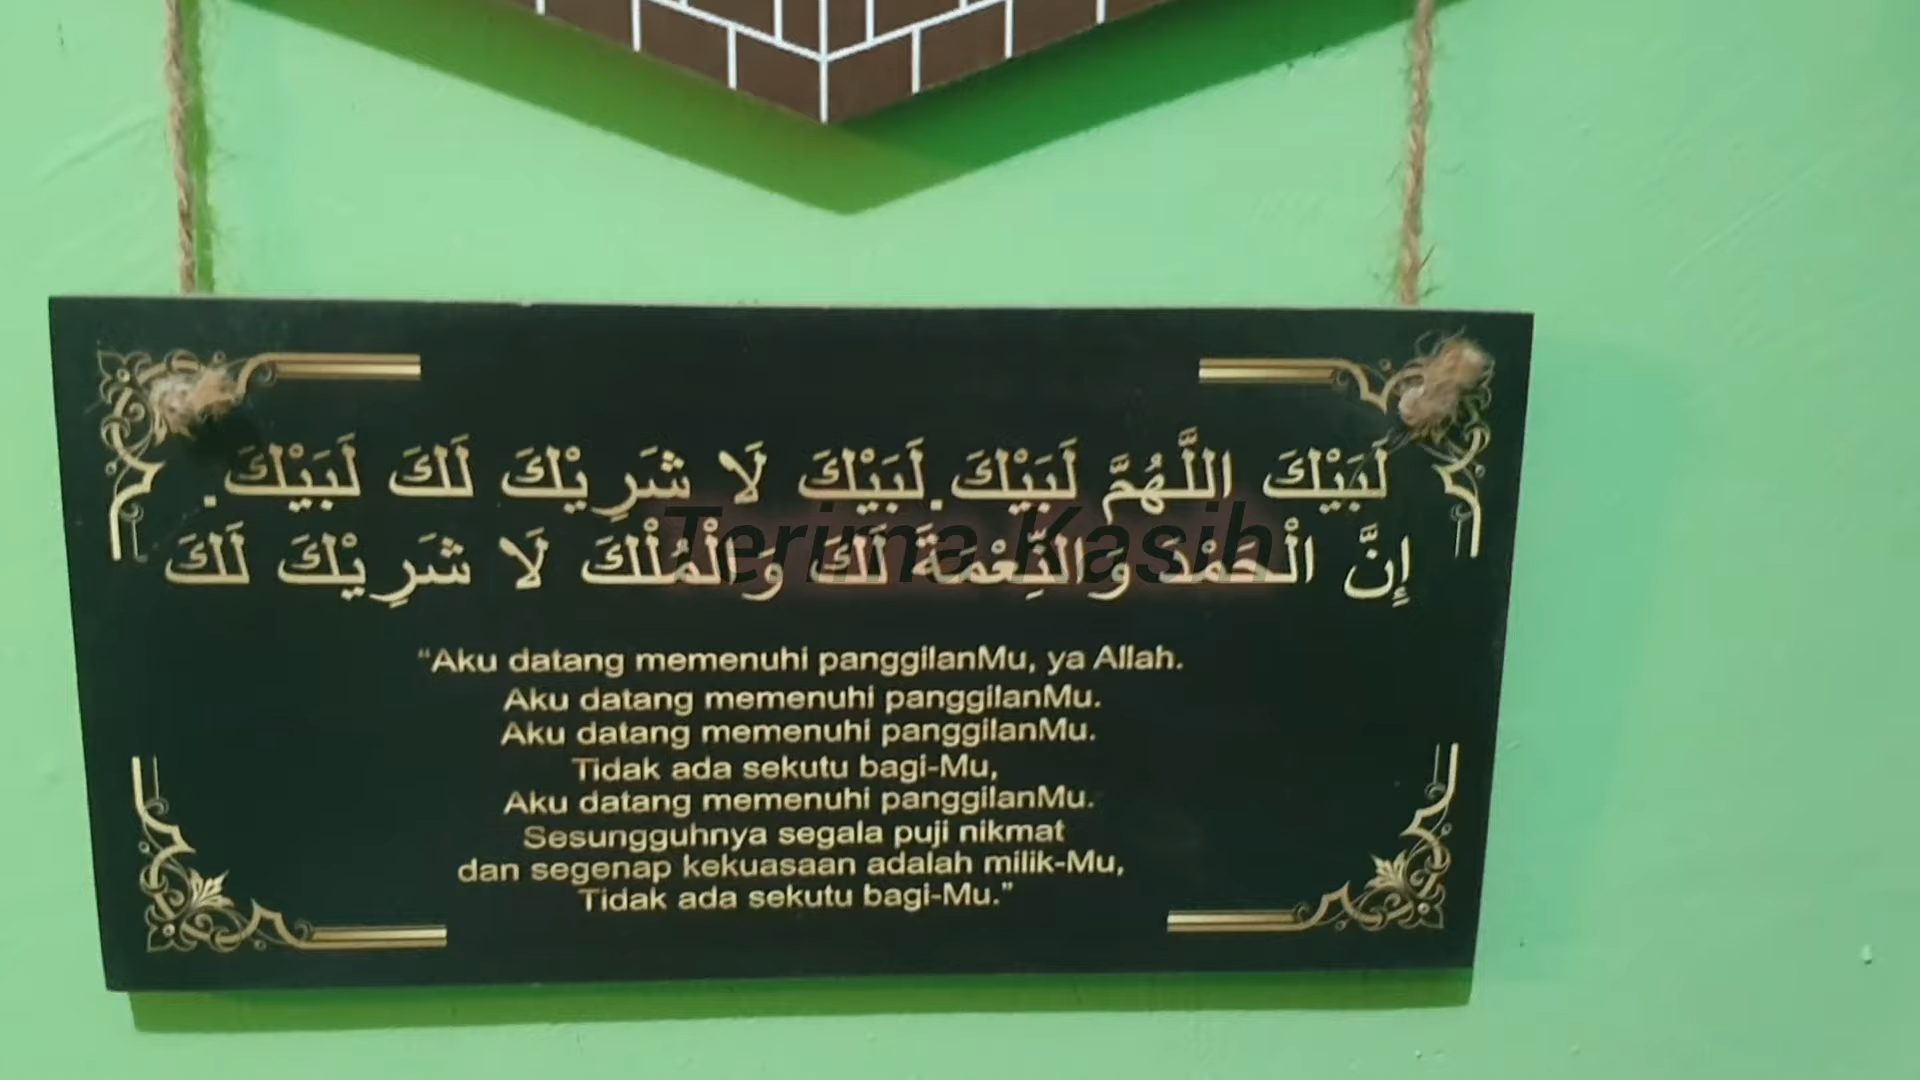 لَبَيْكَ اللَّهُمَّ لَبَيْكَ.لَبَيْكَ لَا شَرِيْكَ لَكَ لَبَيْكَ.
Terima Kasih
إِنَّ الْحَمْدَ وَالنِّعْمَةَ لَكَ وَالْمُلْكَ لَا شَرِيْكَ لَكَ
“Aku datang memenuhi panggilanMu, ya Allah.
Aku datang memenuhi panggilanMu.
Aku datang memenuhi panggilanMu.
Tidak ada sekutu bagi-Mu,
Aku datang memenuhi panggilanMu.
Sesungguhnya segala puji nikmat
dan segenap kekuasaan adalah milik-Mu,
Tidak ada sekutu bagi-Mu.”